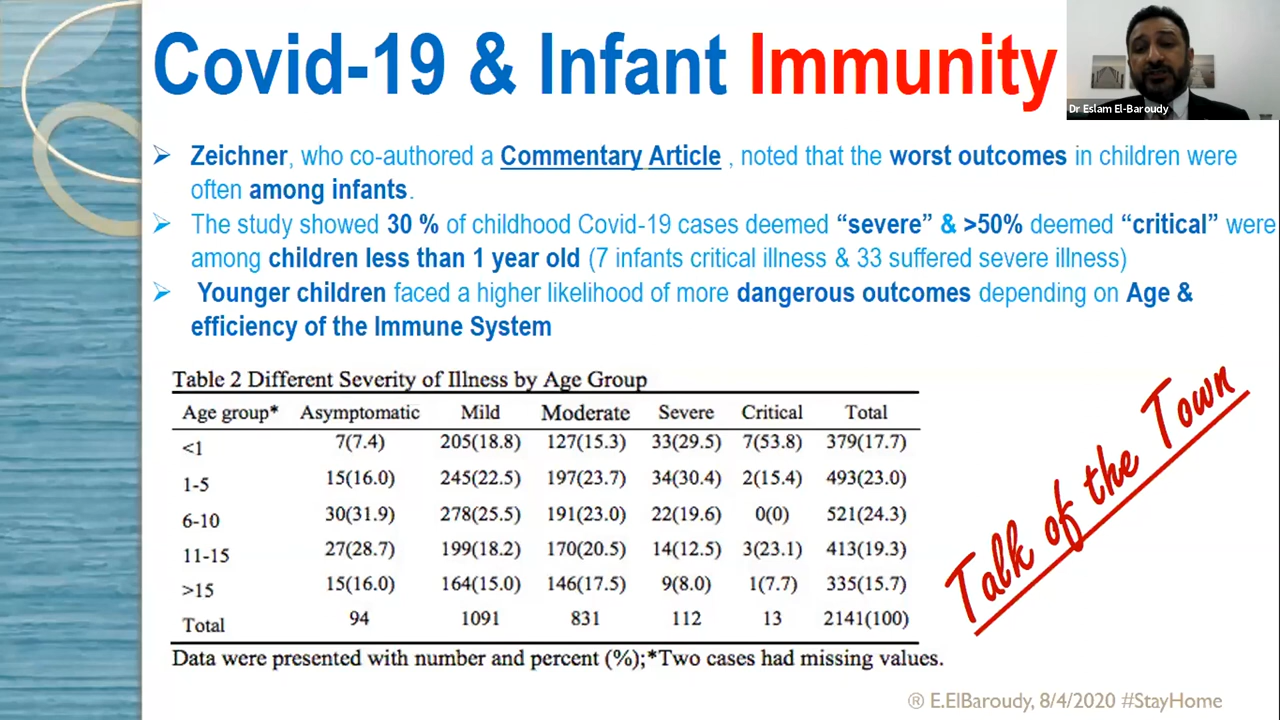 Covid-19 & Infant Immunity
Dr Eslam El-Baroudy
➢ Zeichner, who co-authored a Commentary Article , noted that the worst outcomes in children were
often among infants.
➢ The study showed 30 % of childhood Covid-19 cases deemed “severe” & >50% deemed “critical” were
among children less than 1 year old (7 infants critical illness & 33 suffered severe illness)
➢ Younger children faced a higher likelihood of more dangerous outcomes depending on Age &
efficiency of the Immune System
Table 2 Different Severity of Illness by Age Group
Age group* Asymptomatic Mild Moderate Severe Critical Total
<1 7(7.4) 205(18.8) 127(15.3) 33(29.5) 7(53.8) 379(17.7)
1-5 15(16.0) 245(22.5) 197(23.7) 34(30.4) 2(15.4) 493(23.0)
6-10 30(31.9) 278(25.5) 191(23.0) 22(19.6) 0(0) 521(24.3)
11-15 27(28.7) 199(18.2) 170(20.5) 14(12.5) 3(23.1) 413(19.3)
>15 15(16.0) 164(15.0) 146(17.5) 9(8.0) 1(7.7) 335(15.7)
Total 94 1091 831 112 13 2141(100)
Data were presented with number and percent (%);*Two cases had missing values.
Talk of the Town
® E.ElBaroudy, 8/4/2020 #StayHome